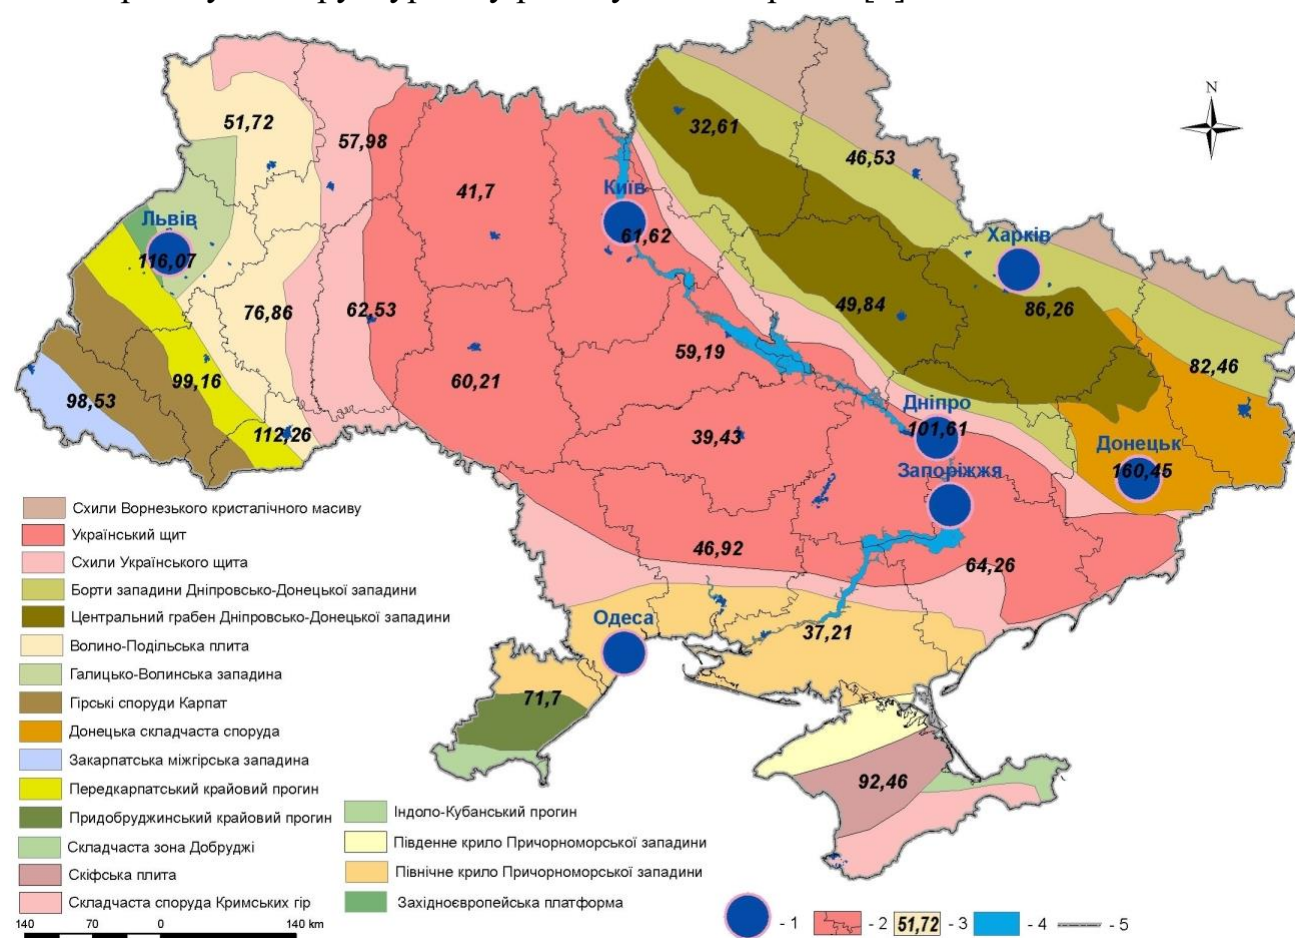 51,72
57,98
32,61
46,53
N
41,7
Київ
61,62
Львів
116,07
Харків
76,86
62,53
49,84
86,26
59,19
82,46
60,21
99,16
98,53
112,26
39,43
Дніпро
101,61
Донецьк
160,45
Запоріжжя
46,92
64,26
Одеса
37,21
71,7
92,46
Схили Ворнезького кристалічного масиву
Український щит
Схили Українського щита
Борти западини Дніпровсько-Донецької западини
Центральний грабен Дніпровсько-Донецької западини
Волино-Подільська плита
Галицько-Волинська западина
Гірські споруди Карпат
Донецька складчаста споруда
Закарпатська міжгірська западина
Передкарпатський крайовий прогин
Придобруджинський крайовий прогин
Складчаста зона Добруджі
Скіфська плита
Складчаста споруда Кримських гір
Індоло-Кубанський прогин
Південне крило Причорноморської западини
Північне крило Причорноморської западини
Західноєвропейська платформа
140 70 0 140 km
- 1 - 2 51,72 - 3 - 4 - 5